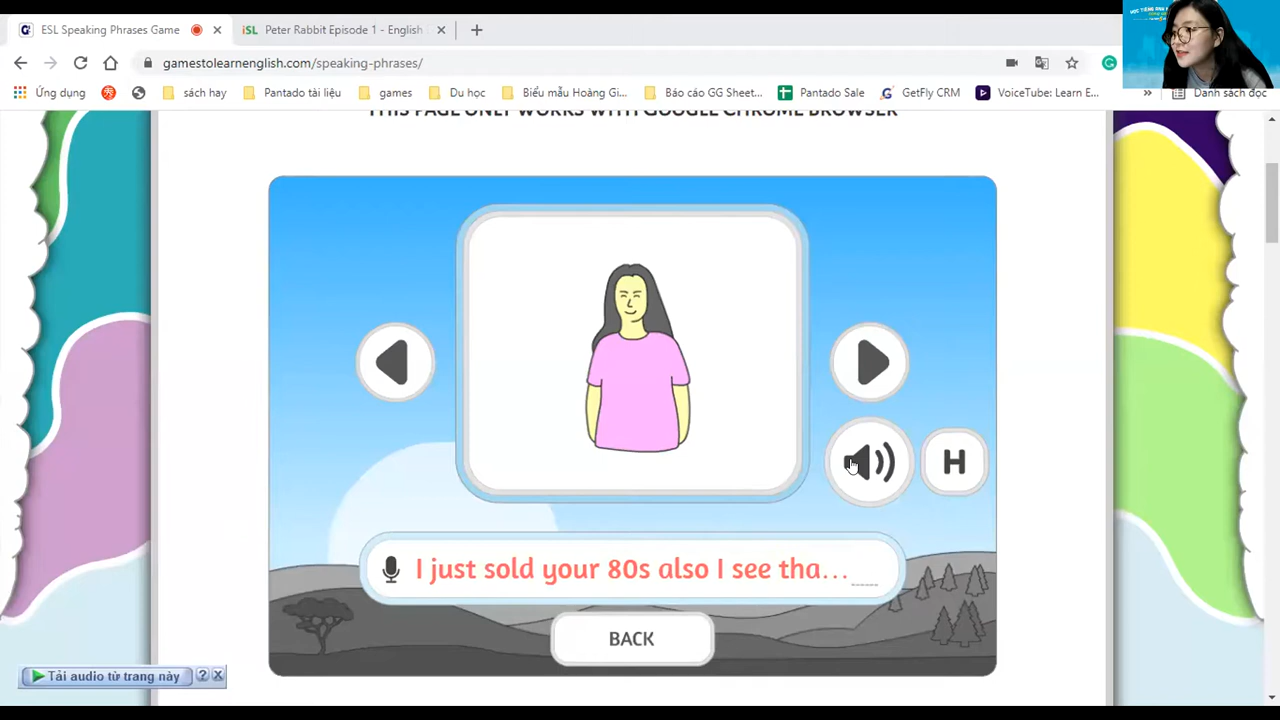 ESL Speaking Phrases Game
iSL Peter Rabbit Episode 1 - English
gamestolearnenglish.com/speaking-phrases/
Ứng dụng
sách hay
Pantado tài liệu
games
Du học
Biểu mẫu Hoàng Gi...
Báo cáo GG Sheet...
Pantado Sale
GetFly CRM
VoiceTube: Learn E...
»
Danh sách đọc
THIS PAGE ONLY WORKS WITH GOOGLE CHROME BROWSER
H
I just sold your 80s also I see tha...____
BACK
Tải audio từ trang này ? X